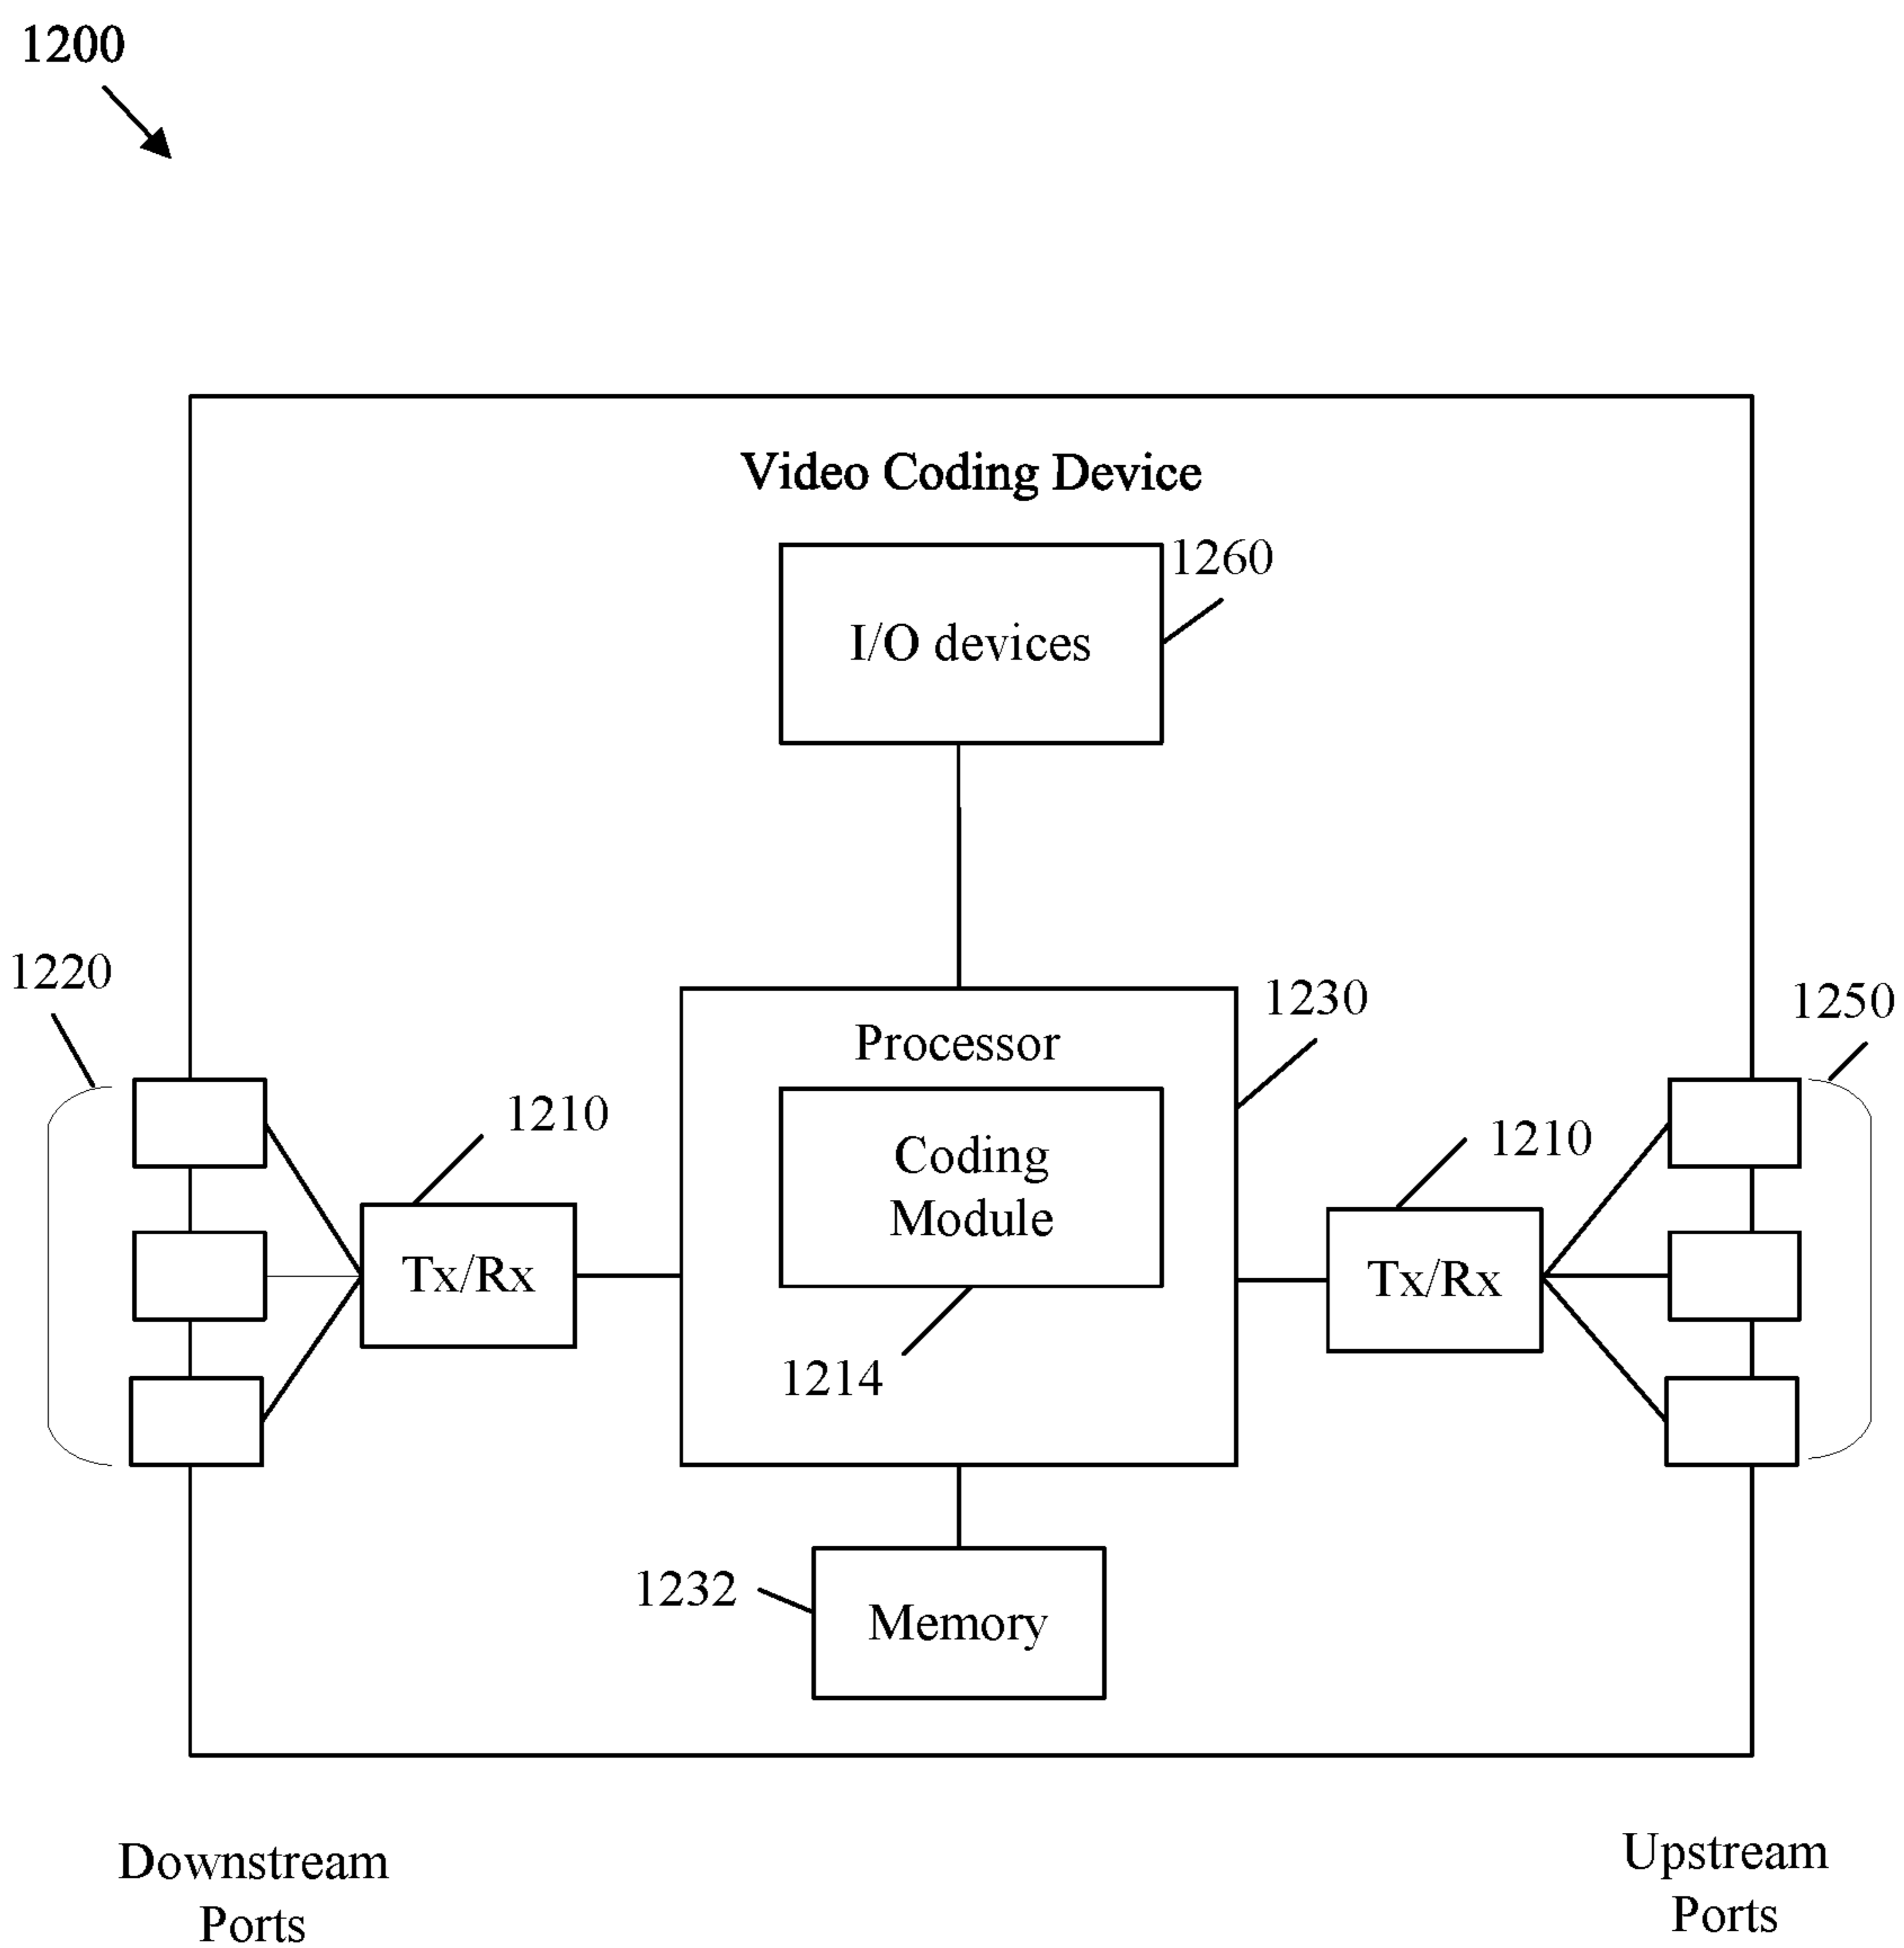 1200
Video Coding Device
1260
I/O devices
1220
1230
1250
Processor
1210
1210
Coding
Module
Tx/Rx
Tx/Rx
1214
1232
Memory
Downstream
Ports
Upstream
Ports